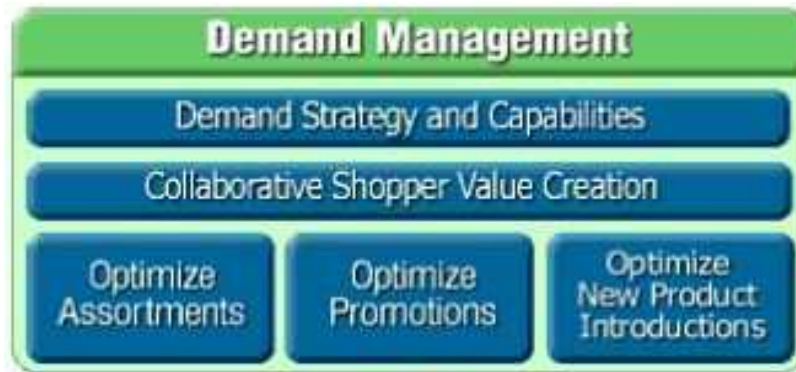 Demand Management
Demand Strategy and Capabilities
Collaborative Shopper Value Creation
Optimize
Assortments
Optimize
Promotions
Optimize
New Product
Introductions